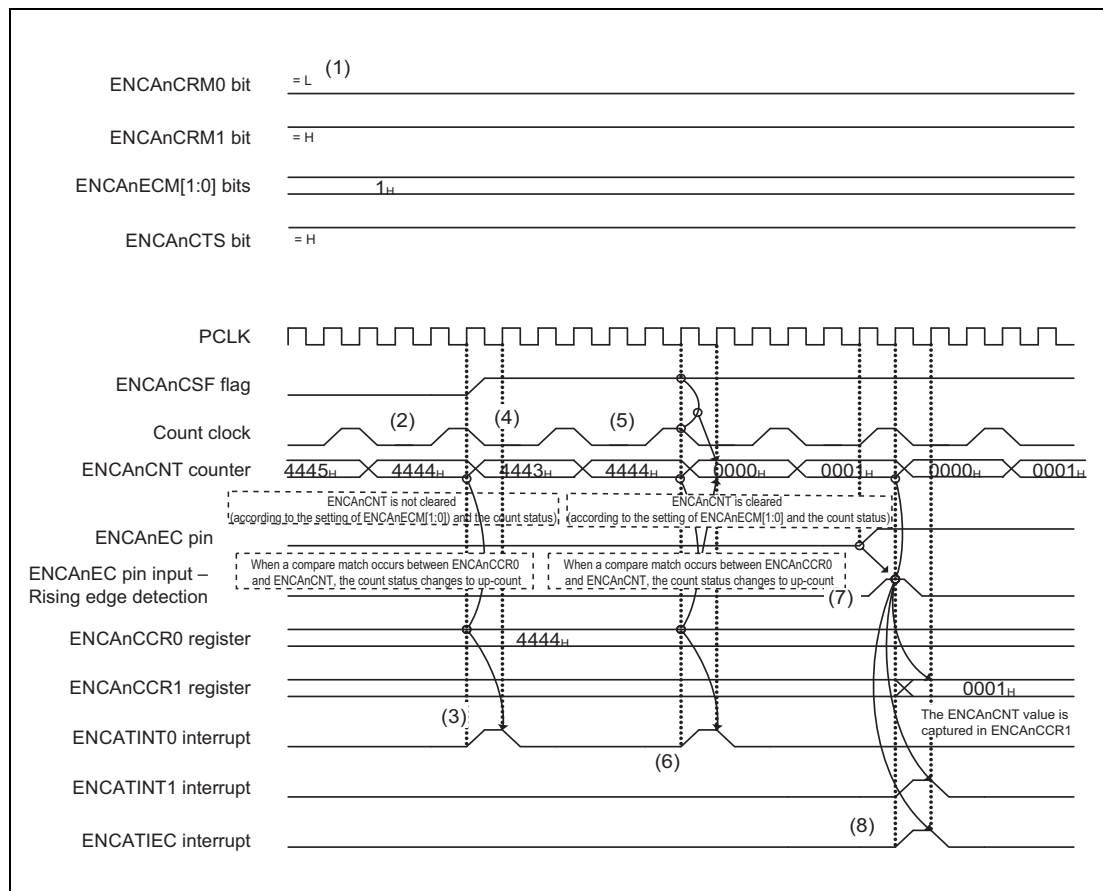 ENCAnCRM0 bit = L (1)
ENCAnCRM1 bit = H
ENCAnECM[1:0] bits 1H
ENCAnCTS bit = H
PCLK
ENCAnCSF flag
(2) (4) (5)
Count clock
ENCAnCNT counter 4445H 4444H 4443H 4444H 0000H 0001H 0000H 0001H
ENCAnCNT is not cleared
(according to the setting of ENCAnECM[1:0]) and the count status)
ENCAnCNT is cleared
(according to the setting of ENCAnECM[1:0] and the count status)
ENCAnEC pin
When a compare match occurs between ENCAnCCR0
and ENCAnCNT, the count status changes to up-count
When a compare match occurs between ENCAnCCR0
and ENCAnCNT, the count status changes to up-count
ENCAnEC pin input –
Rising edge detection
(7)
ENCAnCCR0 register 4444H
ENCAnCCR1 register 0001H
The ENCAnCNT value is
captured in ENCAnCCR1
(3)
ENCATINT0 interrupt
(6)
ENCATINT1 interrupt
(8)
ENCATIEC interrupt